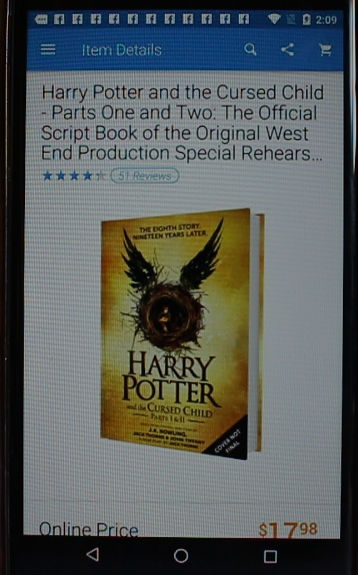 2:09
Item Details
Harry Potter and the Cursed Child
- Parts One and Two: The Official
Script Book of the Original West
End Production Special Rehears...
51 Reviews
THE EIGHTH STORY.
NINETEEN YEARS LATER.
HARRY
POTTER
and the CURSED CHILD
PARTS I & II
J.K. ROWLING,
JACK THORNE & JOHN TIFFANY
COVER NOT
FINAL
Online Price
$17.98